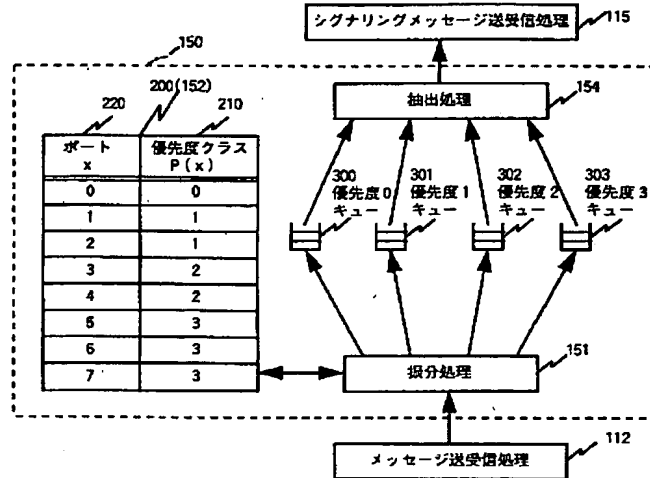 シグナリングメッセージ送受信処理
115
150
220
200(152)
210
抽出処理
154
ポート
x
優先度クラス
P(x)
0 0
1 1
2 1
3 2
4 2
5 3
6 3
7 3
300
優先度0
キュー
301
優先度1
キュー
302
優先度2
キュー
303
優先度3
キュー
振分処理
151
メッセージ送受信処理
112